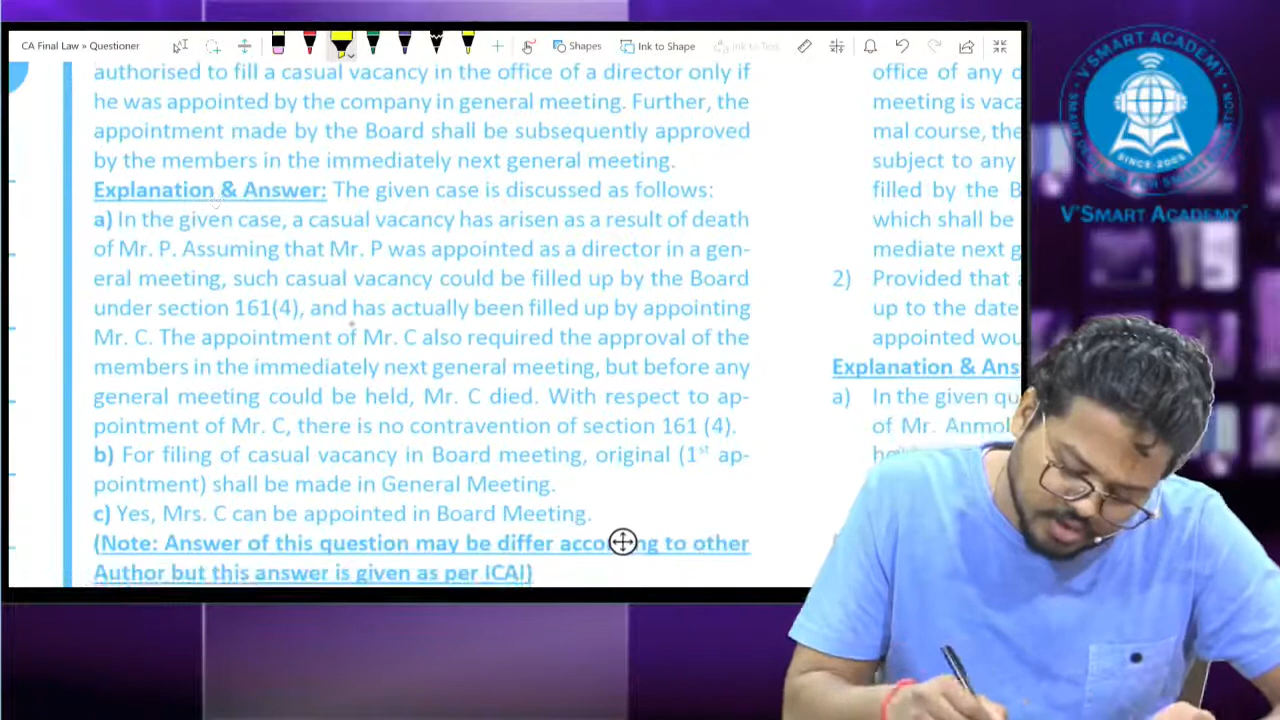 CA Final Law » Questioner
Shapes
Ink to Shape
Ink to Text
authorised to fill a casual vacancy in the office of a director only if
he was appointed by the company in general meeting. Further, the
appointment made by the Board shall be subsequently approved
by the members in the immediately next general meeting.
Explanation & Answer: The given case is discussed as follows:
a) In the given case, a casual vacancy has arisen as a result of death
of Mr. P. Assuming that Mr. P was appointed as a director in a gen-
eral meeting, such casual vacancy could be filled up by the Board
under section 161(4), and has actually been filled up by appointing
Mr. C. The appointment of Mr. C also required the approval of the
members in the immediately next general meeting, but before any
general meeting could be held, Mr. C died. With respect to ap-
pointment of Mr. C, there is no contravention of section 161 (4).
b) For filing of casual vacancy in Board meeting, original (1st ap-
pointment) shall be made in General Meeting.
c) Yes, Mrs. C can be appointed in Board Meeting.
(Note: Answer of this question may be differ acco ng to other
Author but this answer is given as per ICAI)
office of any
meeting is vaca
mal course, the
subject to any
filled by the B
which shall be
mediate next g
2) Provided that
up to the date
appointed wou
Explanation & Ans
a) In the given qu
of Mr. Anmol
V'SMART ACADEMY
SINCE-2008
V'SMART ACADEMY